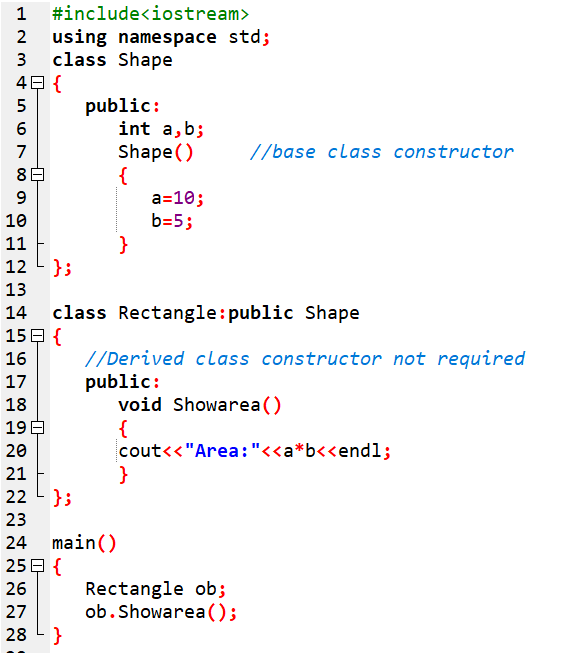 1 #include<iostream>
2 using namespace std;
3 class Shape
4 {
5 public:
6 int a,b;
7 Shape() //base class constructor
8 {
9 a=10;
10 b=5;
11 }
12 };
13
14 class Rectangle:public Shape
15 {
16 //Derived class constructor not required
17 public:
18 void Showarea()
19 {
20 cout<<"Area:"<<a*b<<endl;
21 }
22 };
23
24 main()
25 {
26 Rectangle ob;
27 ob.Showarea();
28 }